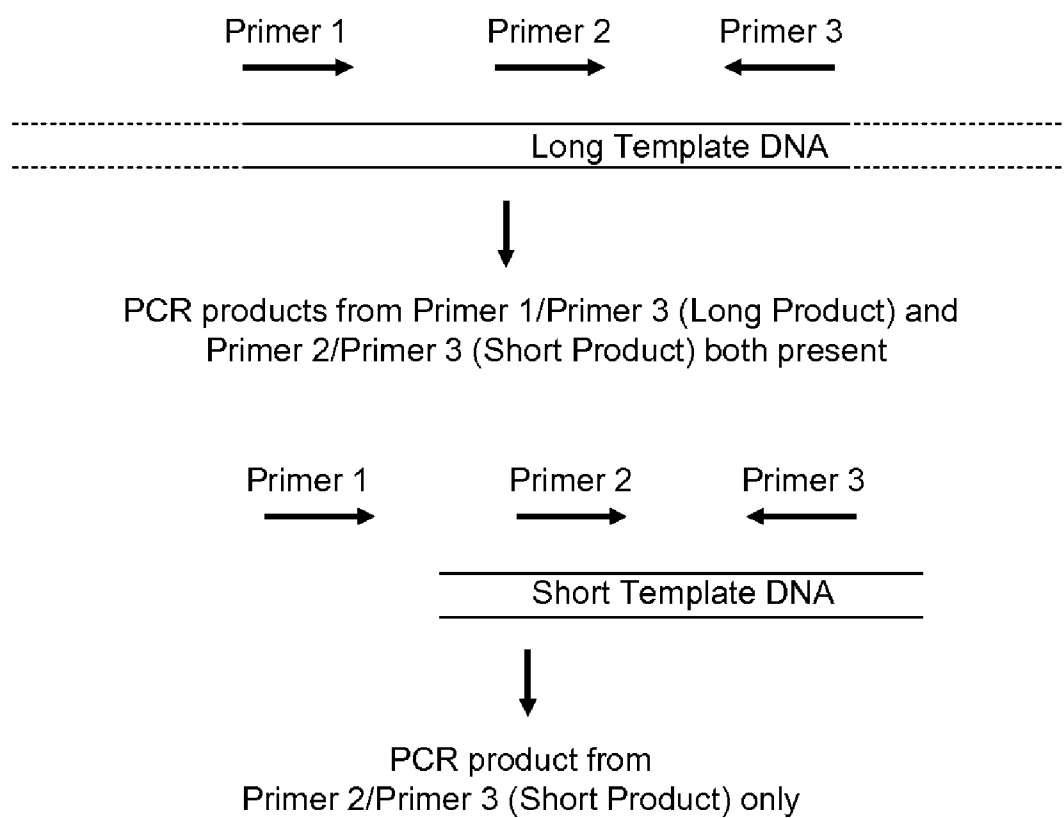 Primer 1 Primer 2 Primer 3
Long Template DNA
PCR products from Primer 1/Primer 3 (Long Product) and
Primer 2/Primer 3 (Short Product) both present
Primer 1 Primer 2 Primer 3
Short Template DNA
PCR product from
Primer 2/Primer 3 (Short Product) only